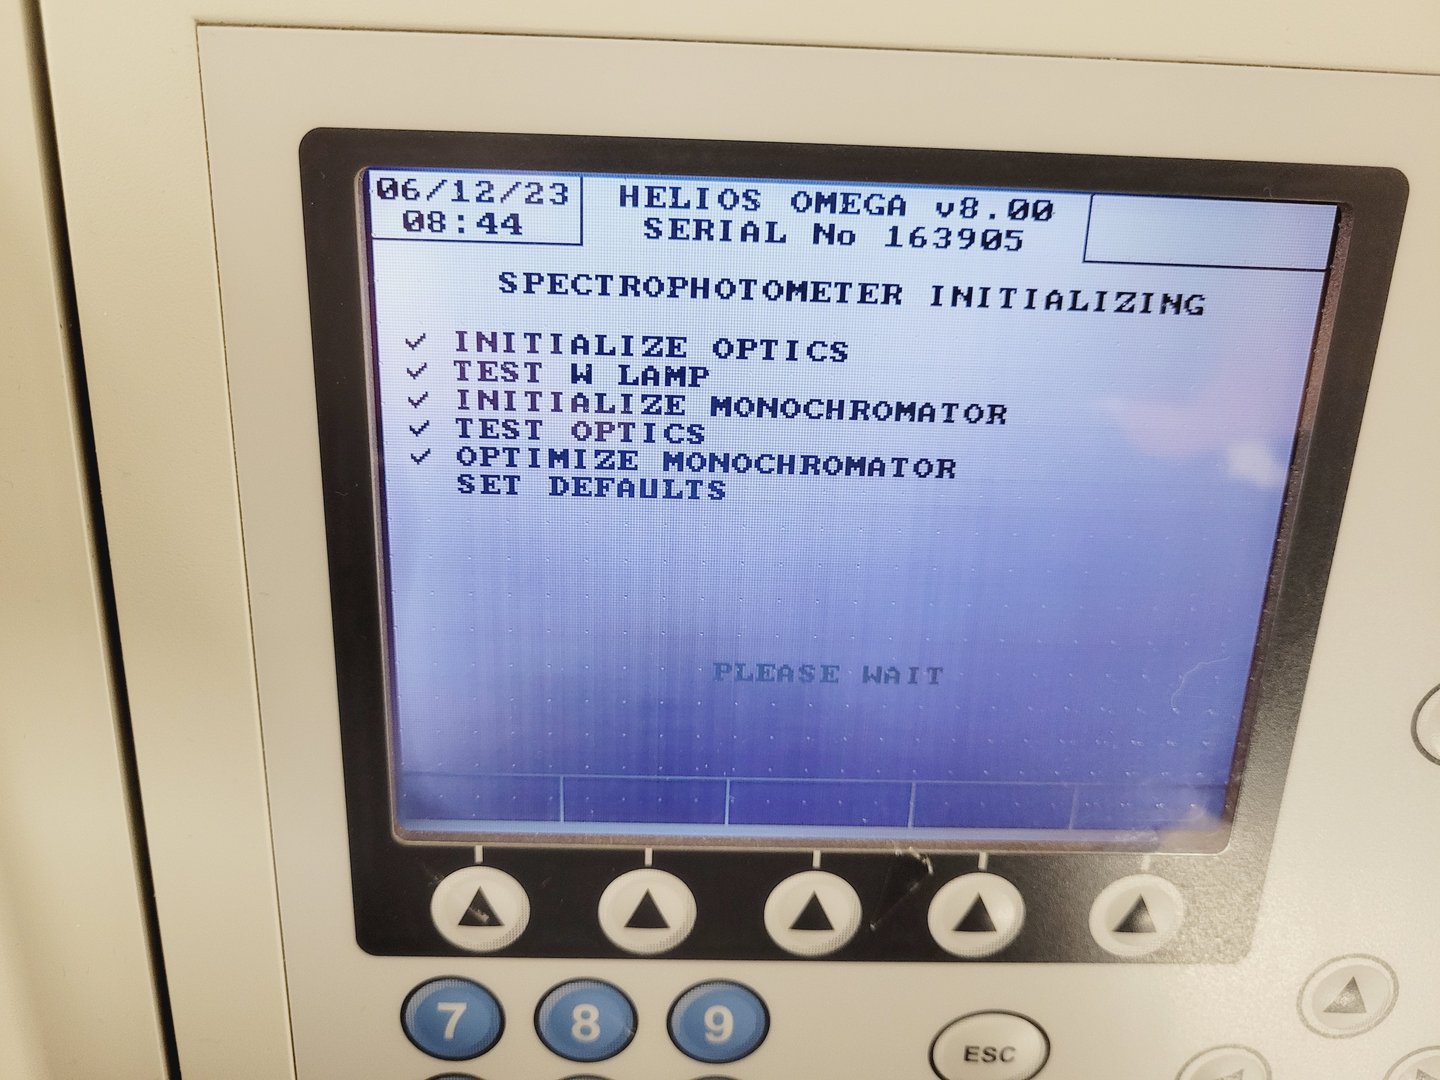 06/12/23
08:44
HELIOS OMEGA v8.00
SERIAL No 163905
SPECTROPHOTOMETER INITIALIZING
✓ INITIALIZE OPTICS
✓ TEST W LAMP
✓ INITIALIZE MONOCHROMATOR
✓ TEST OPTICS
✓ OPTIMIZE MONOCHROMATOR
SET DEFAULTS
PLEASE WAIT
7 8 9
ESC